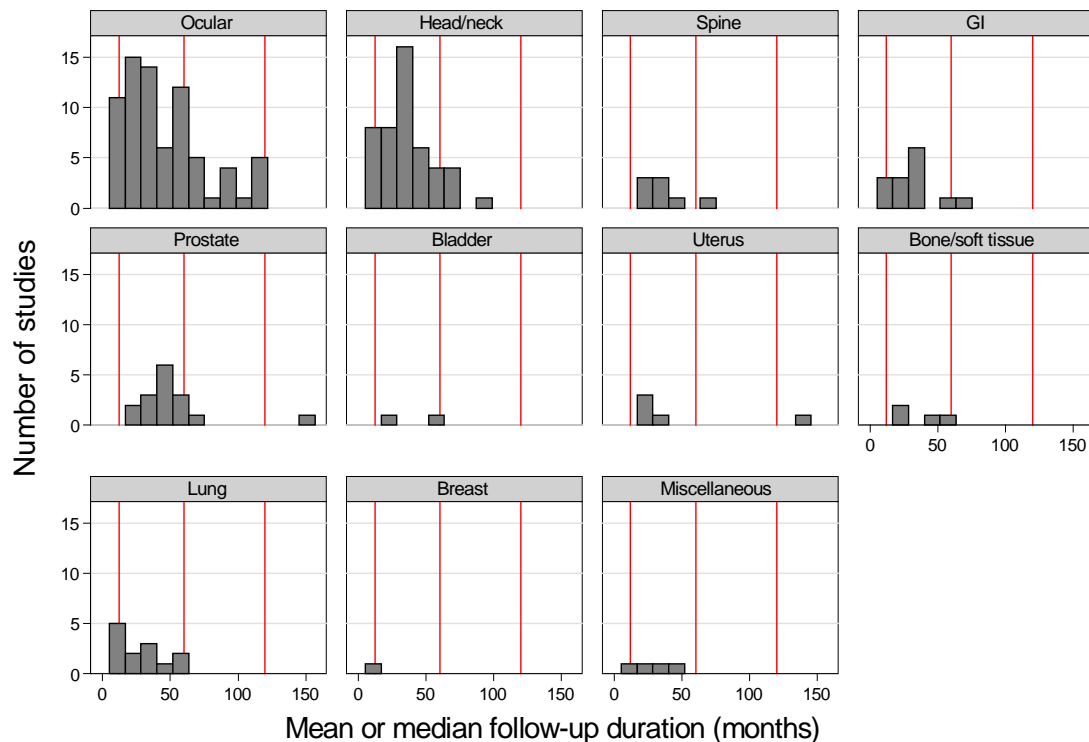 Ocular Head/neck Spine GI
15
10
5
0
Prostate Bladder Uterus Bone/soft tissue
15
10
5
0
0 50 100 150
Lung Breast Miscellaneous
15
10
5
0
0 50 100 150 0 50 100 150 0 50 100 150
Number of studies
Mean or median follow-up duration (months)